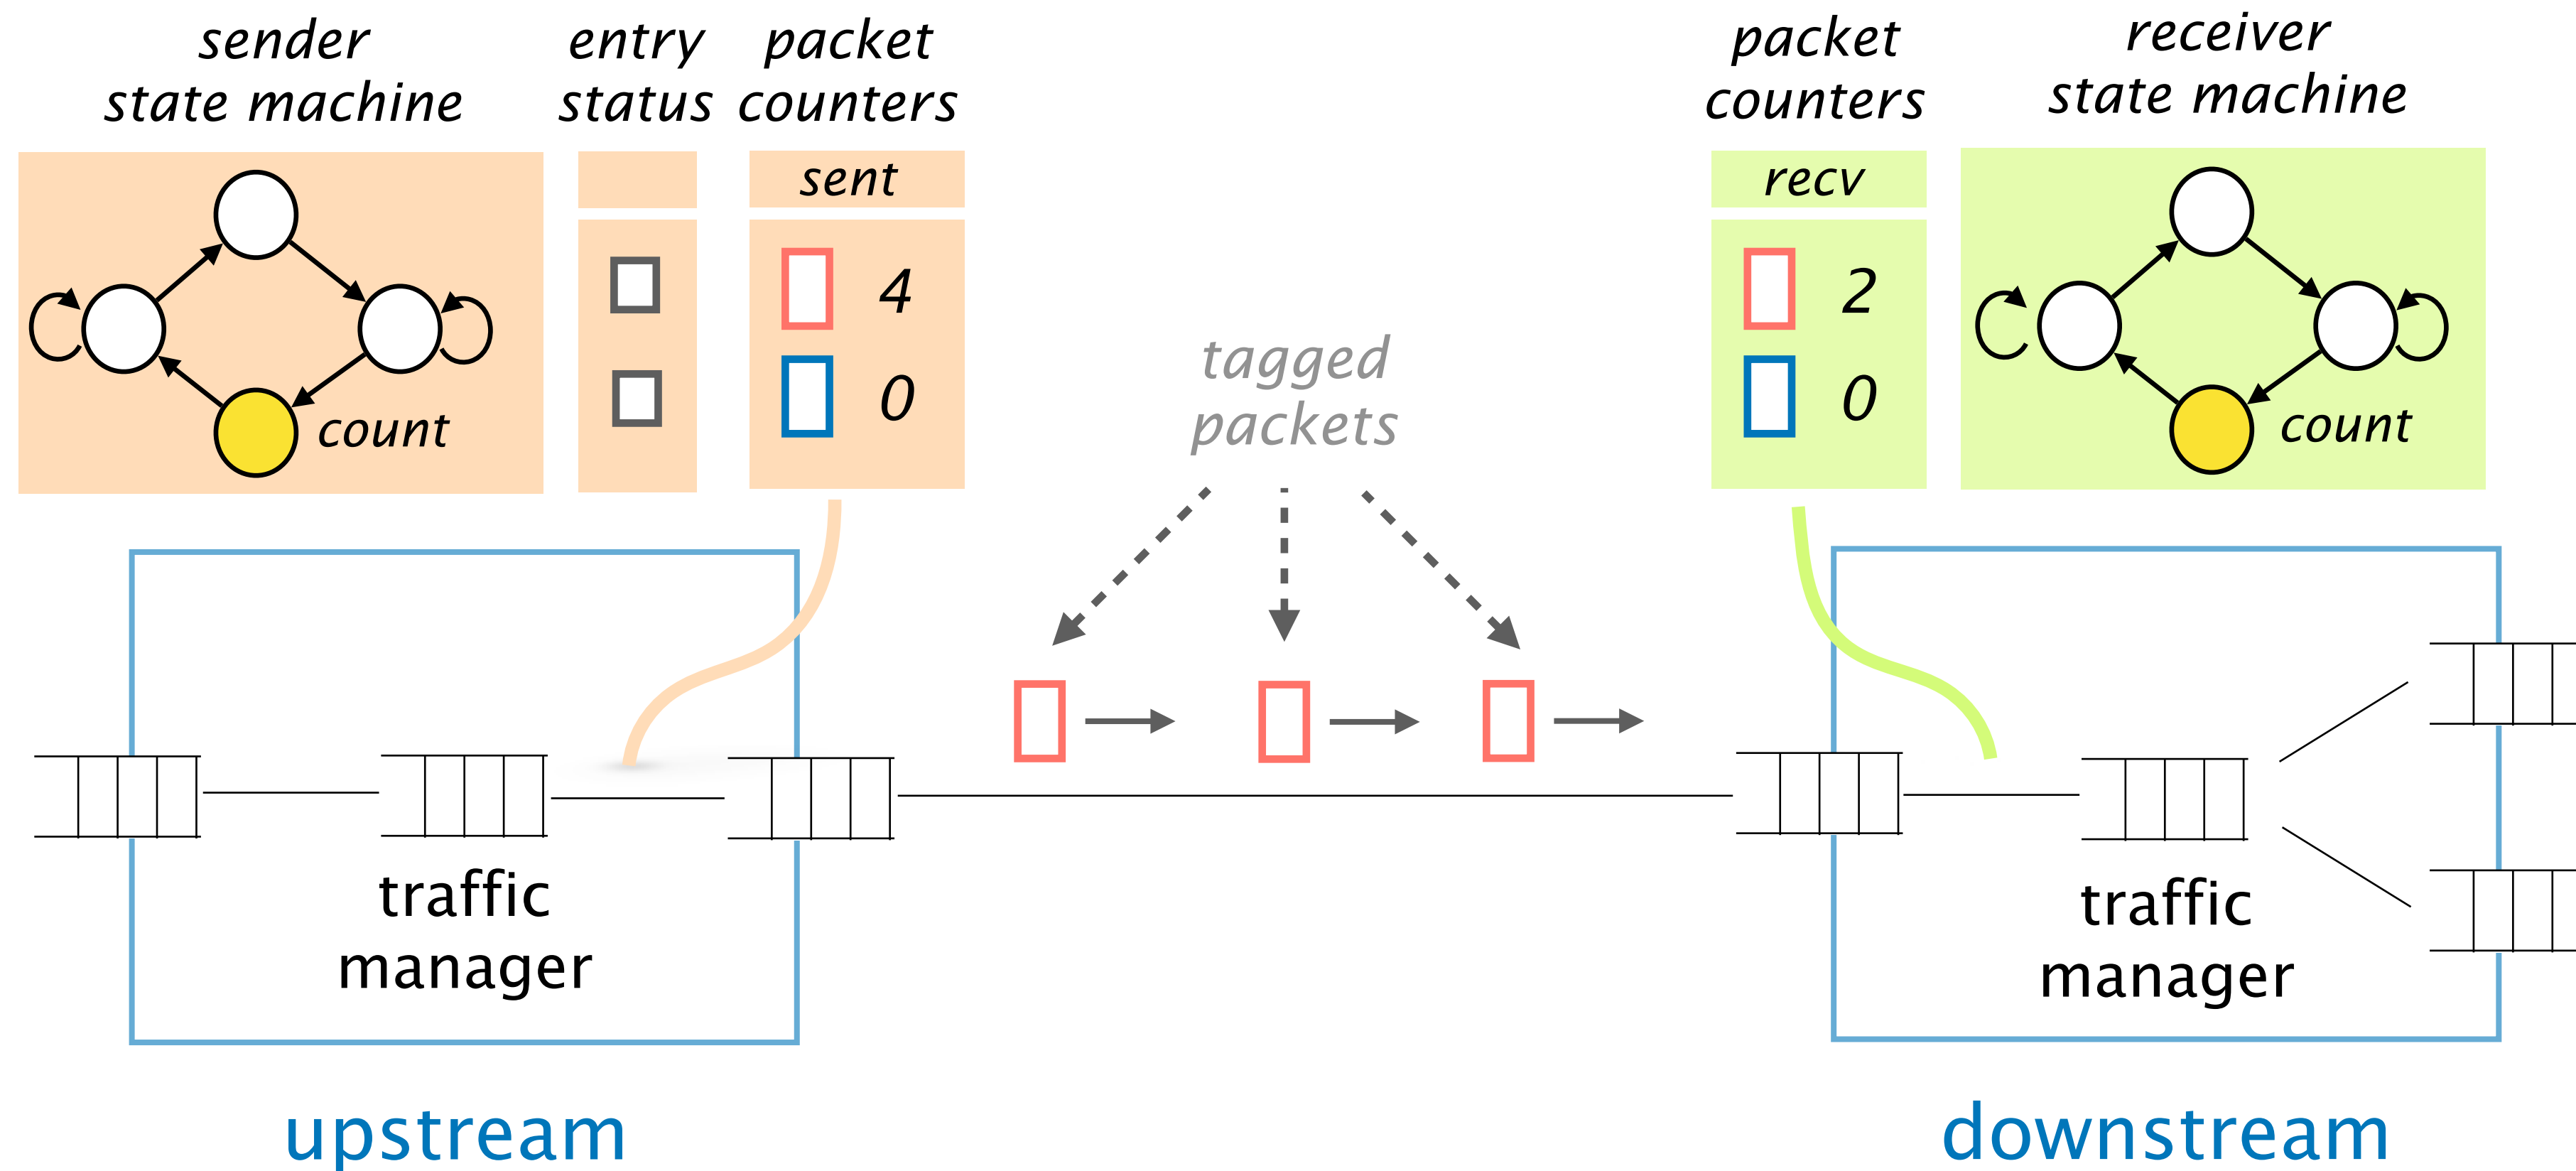 sender
state machine
entry
status
packet
counters
packet
counters
receiver
state machine
sent
recv
4
0
count
2
0
count
tagged
packets
traffic
manager
traffic
manager
upstream
downstream